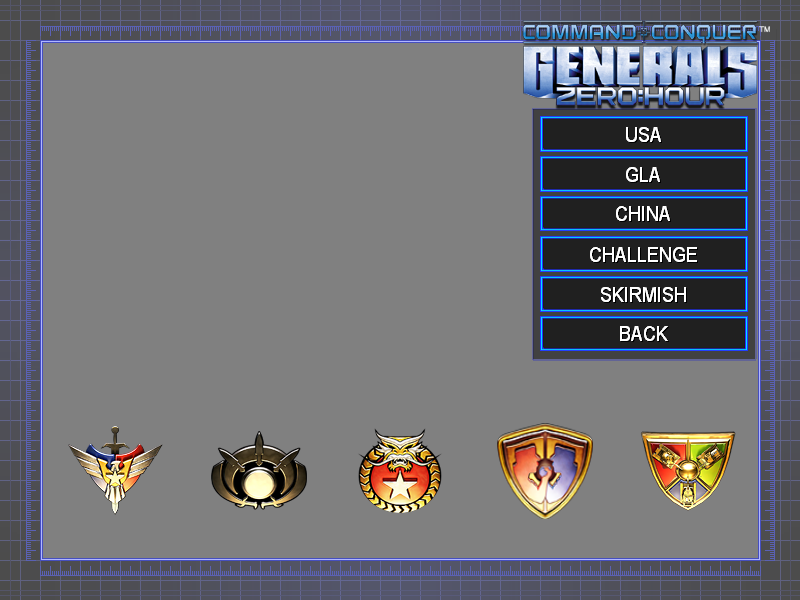 COMMAND & CONQUER™
GENERALS
ZERO:HOUR
USA
GLA
CHINA
CHALLENGE
SKIRMISH
BACK